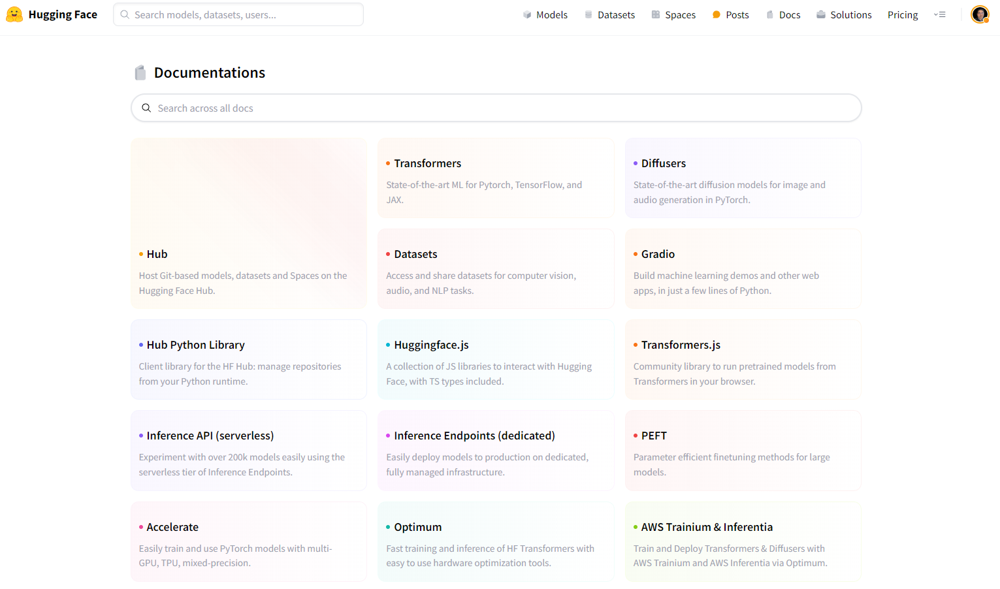 Hugging Face
Search models, datasets, users...
Models
Datasets
Spaces
Posts
Docs
Solutions
Pricing
Documentations
Search across all docs
Hub
Host Git-based models, datasets and Spaces on the
Hugging Face Hub.
Transformers
State-of-the-art ML for Pytorch, TensorFlow, and
JAX.
Diffusers
State-of-the-art diffusion models for image and
audio generation in PyTorch.
Datasets
Access and share datasets for computer vision,
audio, and NLP tasks.
Gradio
Build machine learning demos and other web
apps, in just a few lines of Python.
Hub Python Library
Client library for the HF Hub: manage repositories
from your Python runtime.
Huggingface.js
A collection of JS libraries to interact with Hugging
Face, with TS types included.
Transformers.js
Community library to run pretrained models from
Transformers in your browser.
Inference API (serverless)
Experiment with over 200k models easily using the
serverless tier of Inference Endpoints.
Inference Endpoints (dedicated)
Easily deploy models to production on dedicated,
fully managed infrastructure.
PEFT
Parameter efficient finetuning methods for large
models.
Accelerate
Easily train and use PyTorch models with multi-
GPU, TPU, mixed-precision.
Optimum
Fast training and inference of HF Transformers with
easy to use hardware optimization tools.
AWS Trainium & Inferentia
Train and Deploy Transformers & Diffusers with
AWS Trainium and AWS Inferentia via Optimum.